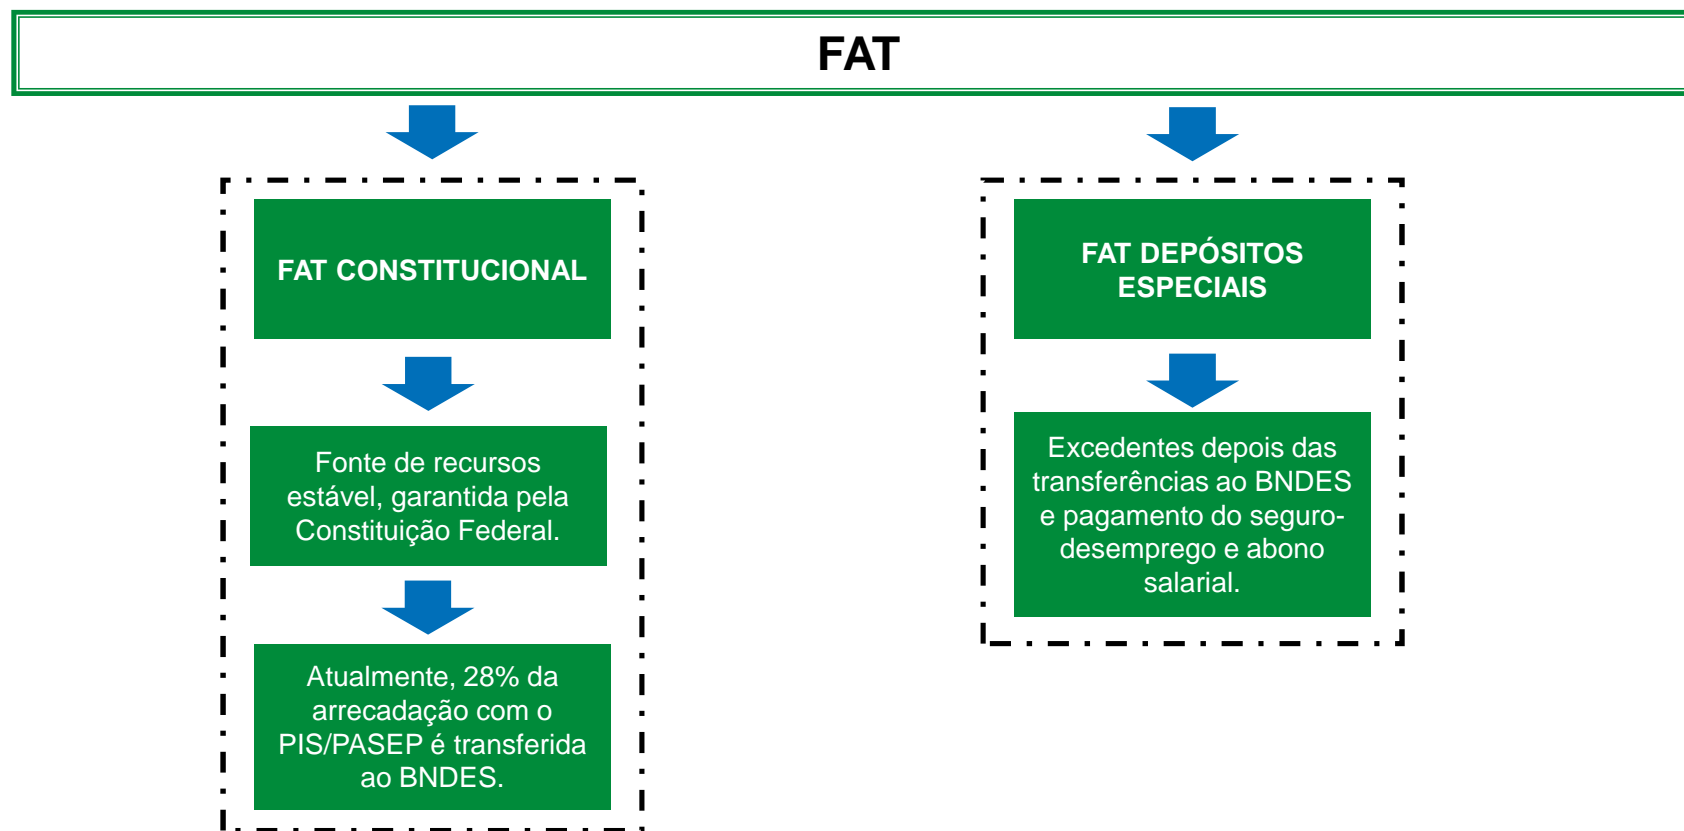 FAT
FAT CONSTITUCIONAL
Fonte de recursos
estável, garantida pela
Constituição Federal.
Atualmente, 28% da
arrecadação com o
PIS/PASEP é transferida
ao BNDES.
FAT DEPÓSITOS
ESPECIAIS
Excedentes depois das
transferências ao BNDES
e pagamento do seguro-
desemprego e abono
salarial.